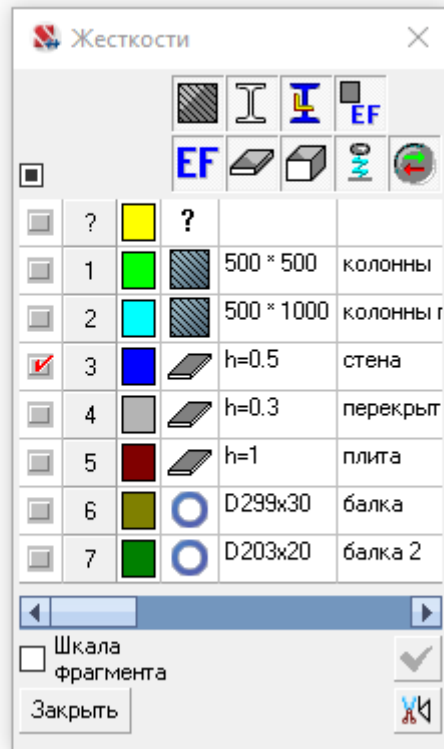 Жесткости
EF
EF
? ?
1 500 * 500 колонны
2 500 * 1000 колонны
3 h=0.5 стена
4 h=0.3 перекрыт
5 h=1 плита
6 D299x30 балка
7 D203x20 балка 2
Шкала
фрагмента
Закрыть